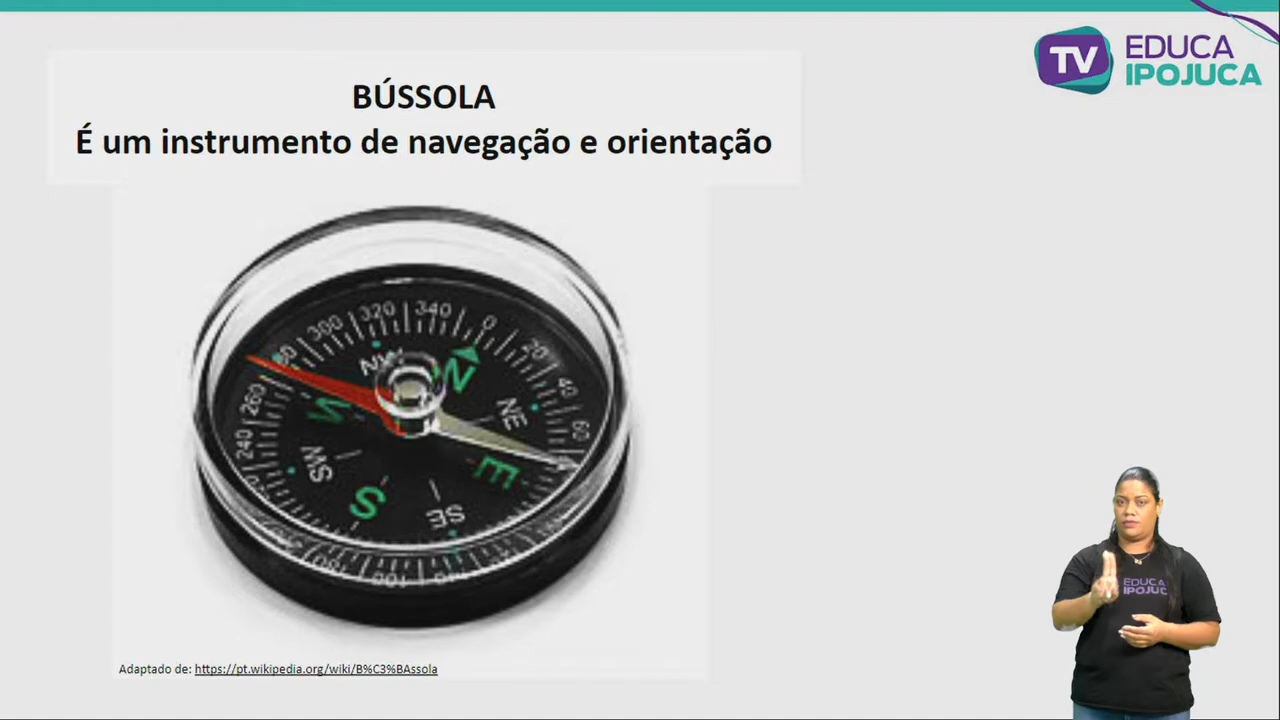 TV EDUCA
IPOJUCA
BÚSSOLA
É um instrumento de navegação e orientação
300 320 340 0 20 40 60
260
240
NW N NE
E
SE
S
SW
EDUCA
IPOJUC
Adaptado de: https://pt.wikipedia.org/wiki/B%C3%BAssola